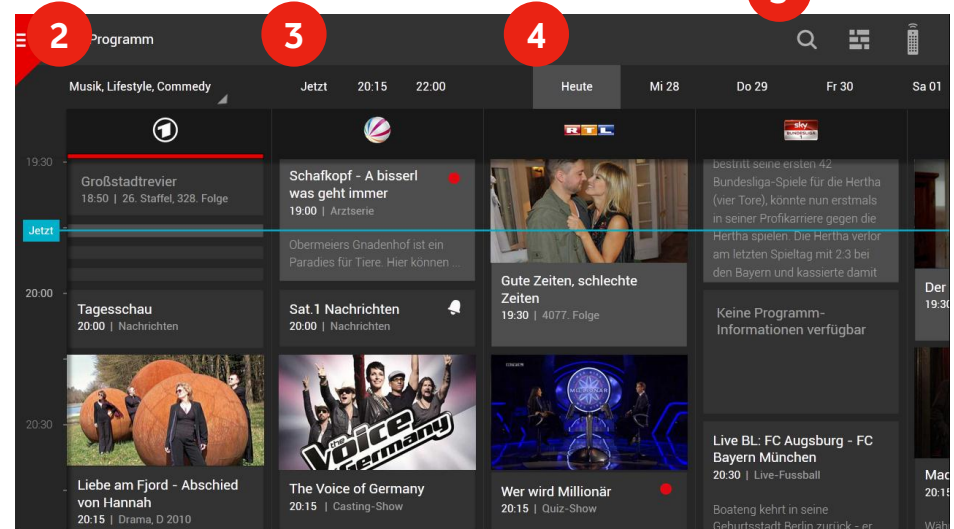 2
3
4
Programm
Musik, Lifestyle, Commedy
Jetzt
20:15
22:00
Heute
Mi 28
Do 29
Fr 30
Sa 01
1
RTL
sky
BUNDESLIGA
1
19:30
Jetzt
20:00
20:30
Großstadtrevier
18:50 | 26. Staffel, 328. Folge
Tagesschau
20:00 | Nachrichten
Liebe am Fjord - Abschied
von Hannah
20:15 | Drama, D 2010
Schafkopf - A bisserl
was geht immer
19:00 | Arztserie
Obermeiers Gnadenhof ist ein
Paradies für Tiere. Hier können ...
Sat.1 Nachrichten
20:00 | Nachrichten
the Voice of
Germany
The Voice of Germany
20:15 | Casting-Show
Gute Zeiten, schlechte
Zeiten
19:30 | 4077. Folge
Wer wird Millionär
20:15 | Quiz-Show
bestritt seine ersten 42
Bundesliga-Spiele für die Hertha
(vier Tore), könnte nun erstmals
in seiner Profikarriere gegen die
Hertha spielen. Die Hertha verlor
am letzten Spieltag mit 2:3 bei
den Bayern und kassierte damit
Keine Programm-
Informationen verfügbar
Live BL: FC Augsburg - FC
Bayern München
20:30 | Live-Fussball
Boateng kehrt in seine
Geburtsstadt Berlin zurück - er
Der
19:30
Mad
20:15
Wäh